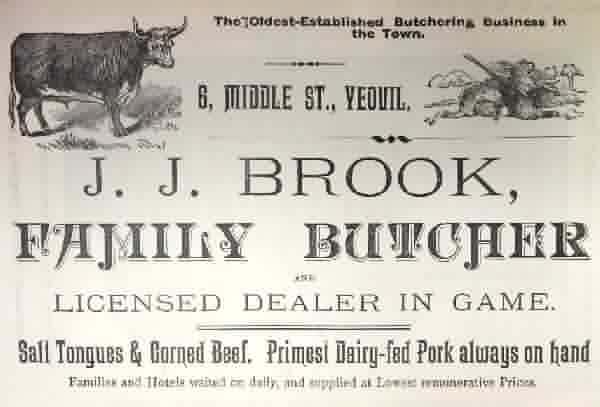 The Oldest-Established Butchering Business in
the Town.
6, MIDDLE ST., YEOVIL,
J. J. BROOK,
FAMILY BUTCHER
AND
LICENSED DEALER IN GAME.
Salt Tongues & Corned Beef. Primest Dairy-fed Pork always on hand
Families and Hotels waited on daily, and supplied at Lowest remunerative Prices.